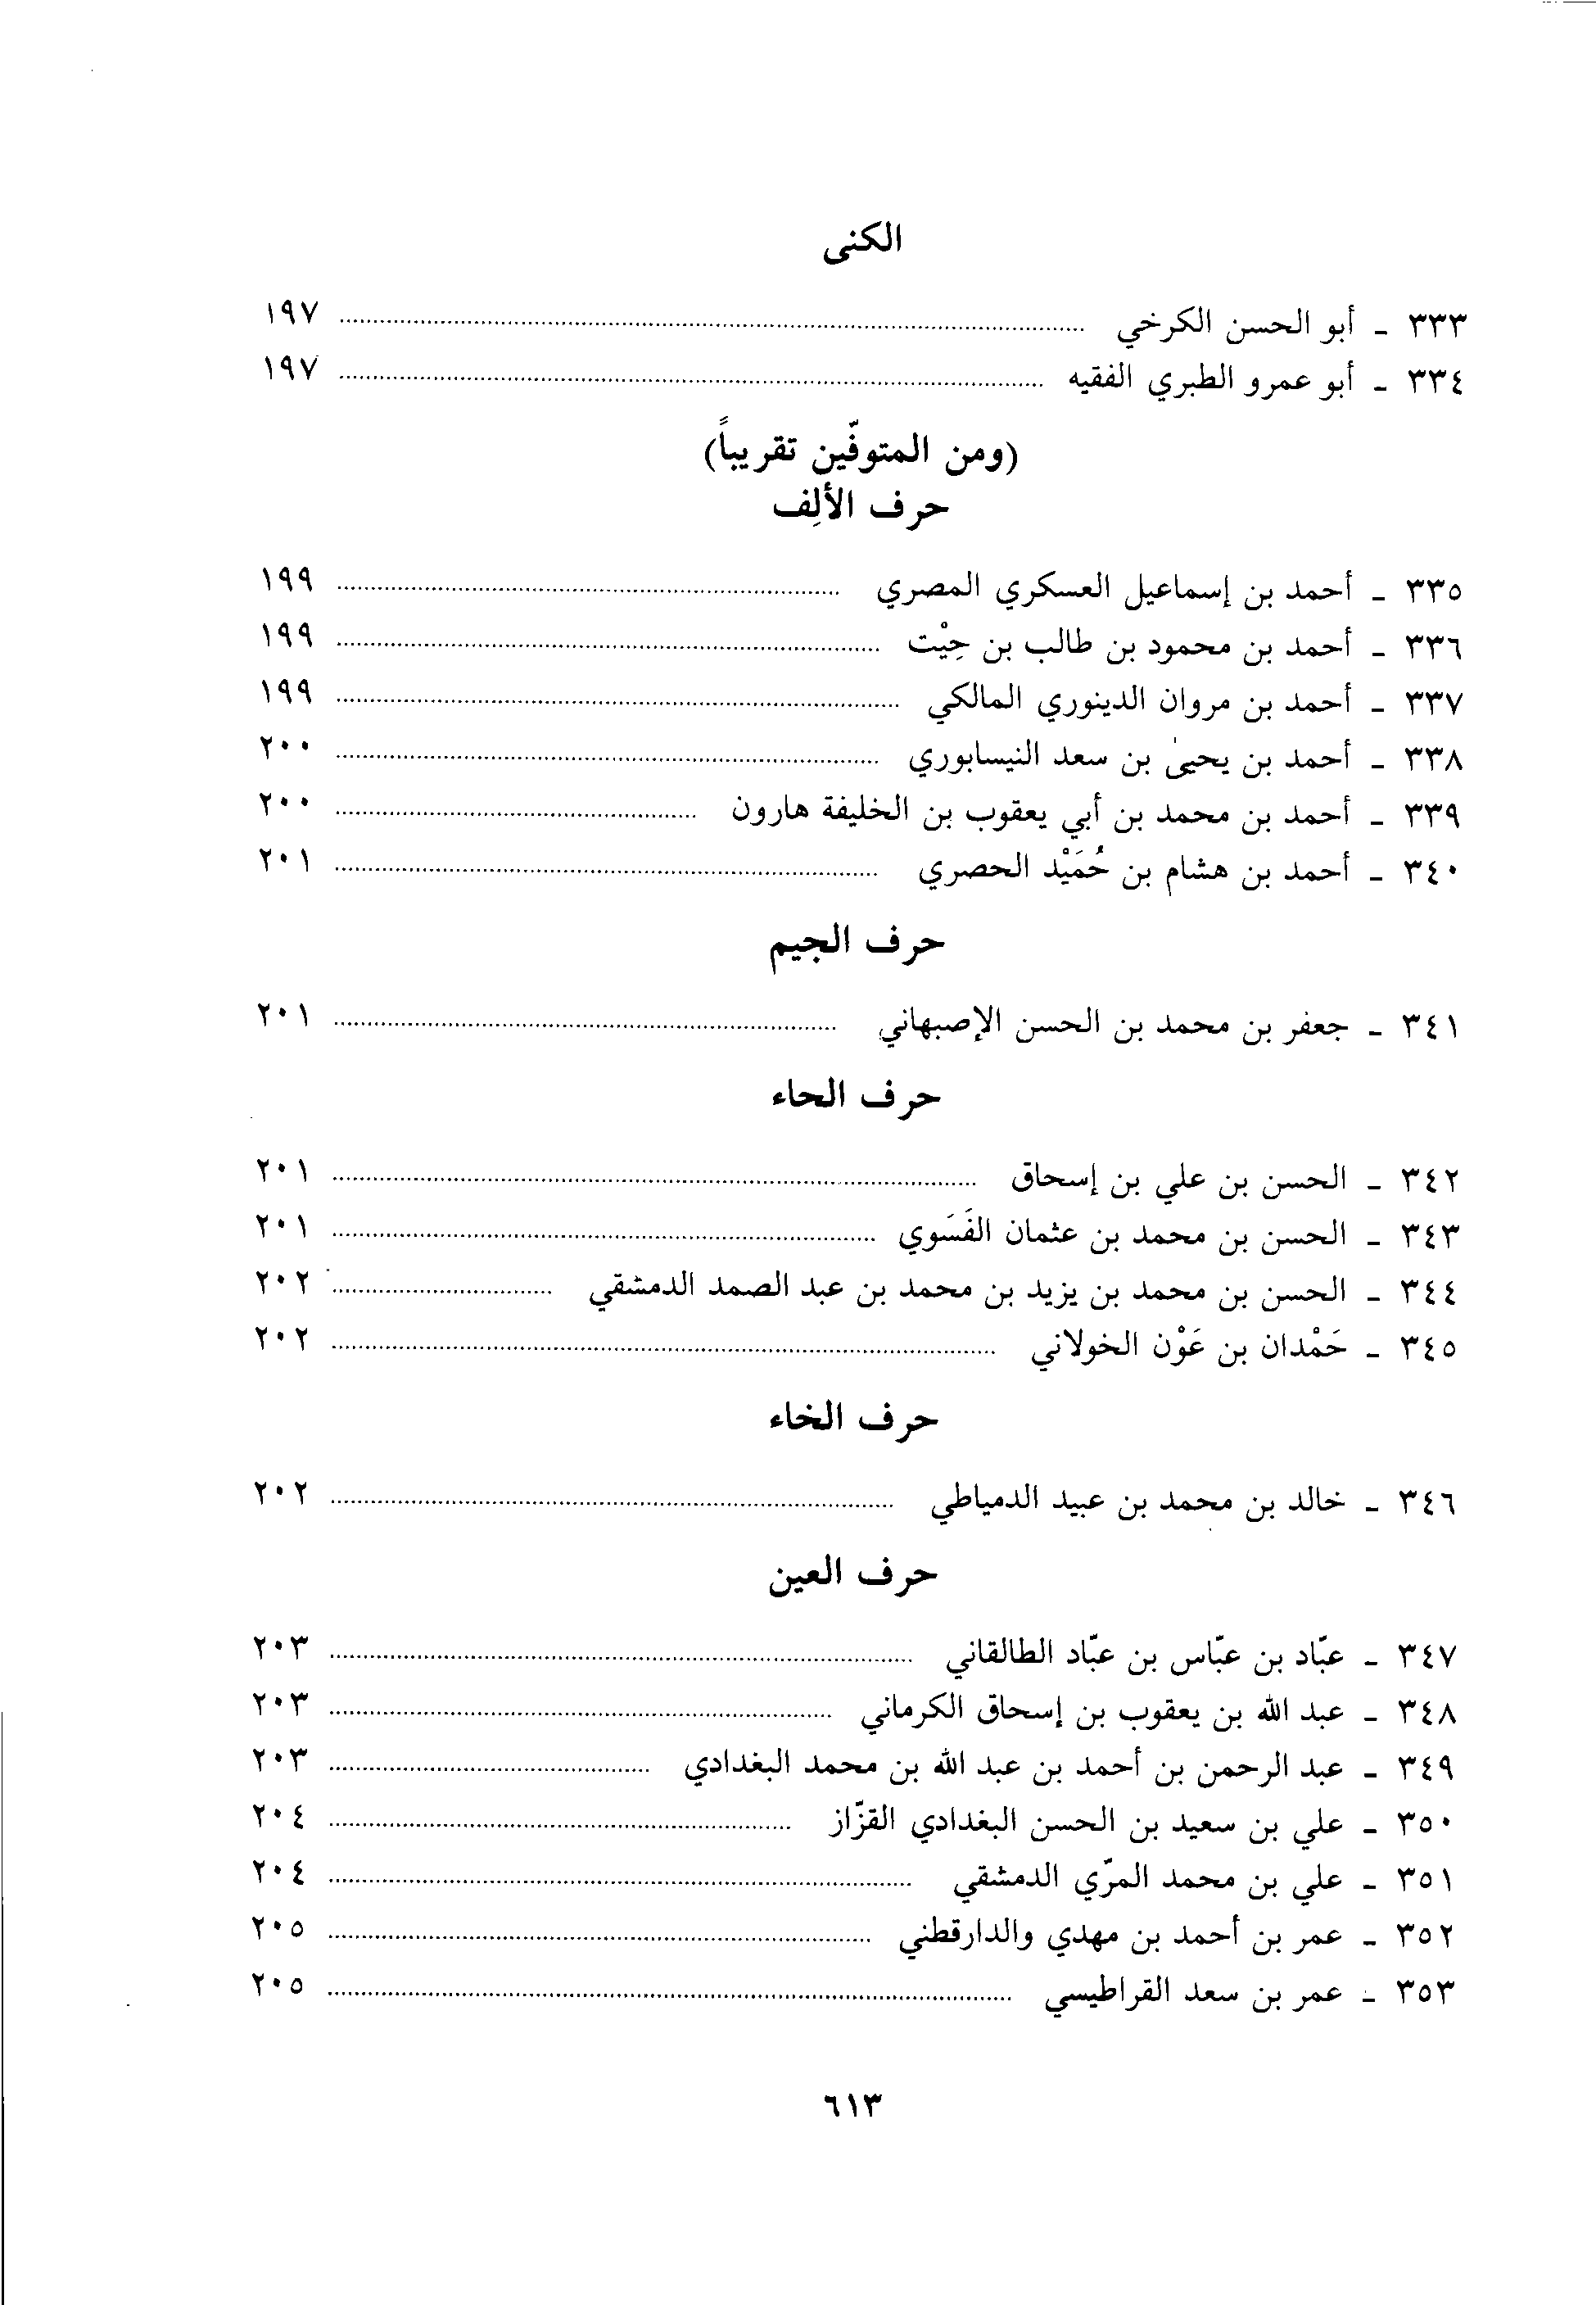 الكنى
٣٣٣ - أبو الحسن الكرخي ........ ١٩٧
٣٣٤ - أبو عمرو الطبري الفقيه ........ ١٩٧
(ومن المتوفّين تقريباً)
حرف الألِف
٣٣٥ - أحمد بن إسماعيل العسكري المصري ........ ١٩٩
٣٣٦ - أحمد بن محمود بن طالب بن حِيْت ........ ١٩٩
٣٣٧ - أحمد بن مروان الدينوري المالكي ........ ١٩٩
٣٣٨ - أحمد بن يحيىٰ بن سعد النيسابوري ........ ٢٠٠
٣٣٩ - أحمد بن محمد بن أبي يعقوب بن الخليفة هارون ........ ٢٠٠
٣٤٠ - أحمد بن هشام بن حُمَيْد الحصري ........ ٢٠١
حرف الجيم
٣٤١ - جعفر بن محمد بن الحسن الإصبهاني ........ ٢٠١
حرف الحاء
٣٤٢ - الحسن بن علي بن إسحاق ........ ٢٠١
٣٤٣ - الحسن بن محمد بن عثمان الفَسَوي ........ ٢٠١
٣٤٤ - الحسن بن محمد بن يزيد بن محمد بن عبد الصمد الدمشقي ........ ٢٠٢
٣٤٥ - حَمْدان بن عَوْن الخولاني ........ ٢٠٢
حرف الخاء
٣٤٦ - خالد بن محمد بن عبيد الدمياطي ........ ٢٠٢
حرف العين
٣٤٧ - عبّاد بن عبّاس بن عبّاد الطالقاني ........ ٢٠٣
٣٤٨ - عبد الله بن يعقوب بن إسحاق الكرماني ........ ٢٠٣
٣٤٩ - عبد الرحمن بن أحمد بن عبد الله بن محمد البغدادي ........ ٢٠٣
٣٥٠ - علي بن سعيد بن الحسن البغدادي القزّاز ........ ٢٠٤
٣٥١ - علي بن محمد المرّي الدمشقي ........ ٢٠٤
٣٥٢ - عمر بن أحمد بن مهدي والدارقطني ........ ٢٠٥
٣٥٣ - عمر بن سعد القراطيسي ........ ٢٠٥
٦١٣